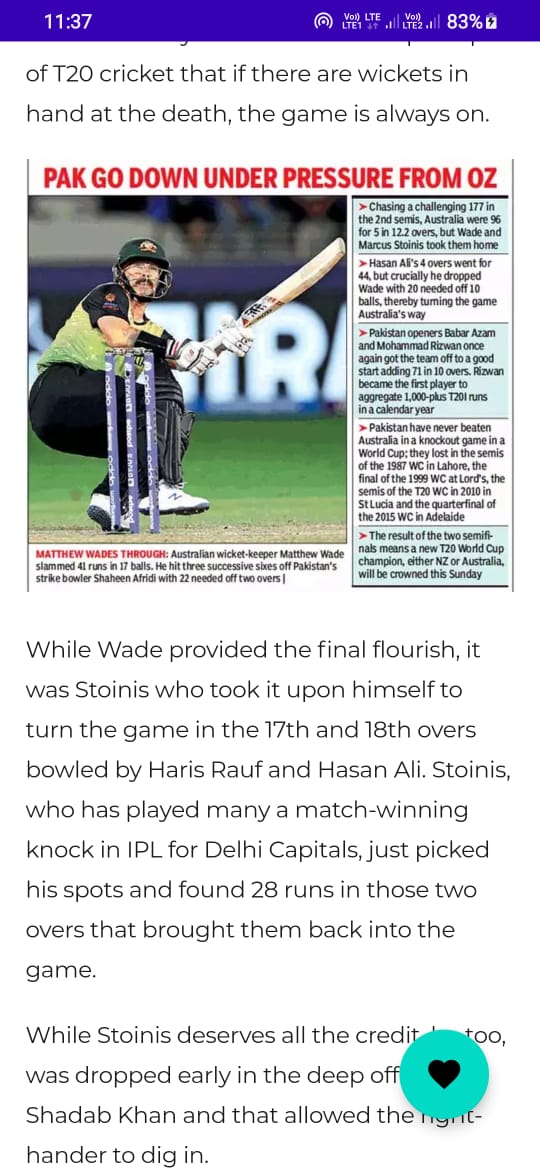 11:37
Vo)) LTE
LTE1
Vo))
LTE2
83%
of T20 cricket that if there are wickets in
hand at the death, the game is always on.
PAK GO DOWN UNDER PRESSURE FROM OZ
➤Chasing a challenging 177 in
the 2nd semis, Australia were 96
for 5 in 12.2 overs, but Wade and
Marcus Stoinis took them home
➤Hasan Ali's 4 overs went for
44, but crucially he dropped
Wade with 20 needed off 10
balls, thereby turning the game
Australia's way
➤Pakistan openers Babar Azam
and Mohammad Rizwan once
again got the team off to a good
start adding 71 in 10 overs. Rizwan
became the first player to
aggregate 1,000-plus T20I runs
in a calendar year
➤Pakistan have never beaten
Australia in a knockout game in a
World Cup; they lost in the semis
of the 1987 WC in Lahore, the
final of the 1999 WC at Lord's, the
semis of the T20 WC in 2010 in
St Lucia and the quarterfinal of
the 2015 WC in Adelaide
➤The result of the two semifi-
nals means a new T20 World Cup
champion, either NZ or Australia,
will be crowned this Sunday
MATTHEW WADES THROUGH: Australian wicket-keeper Matthew Wade
slammed 41 runs in 17 balls. He hit three successive sixes off Pakistan's
strike bowler Shaheen Afridi with 22 needed off two overs |
While Wade provided the final flourish, it
was Stoinis who took it upon himself to
turn the game in the 17th and 18th overs
bowled by Haris Rauf and Hasan Ali. Stoinis,
who has played many a match-winning
knock in IPL for Delhi Capitals, just picked
his spots and found 28 runs in those two
overs that brought them back into the
game.
While Stoinis deserves all the credit, too,
was dropped early in the deep off
Shadab Khan and that allowed the right-
hander to dig in.